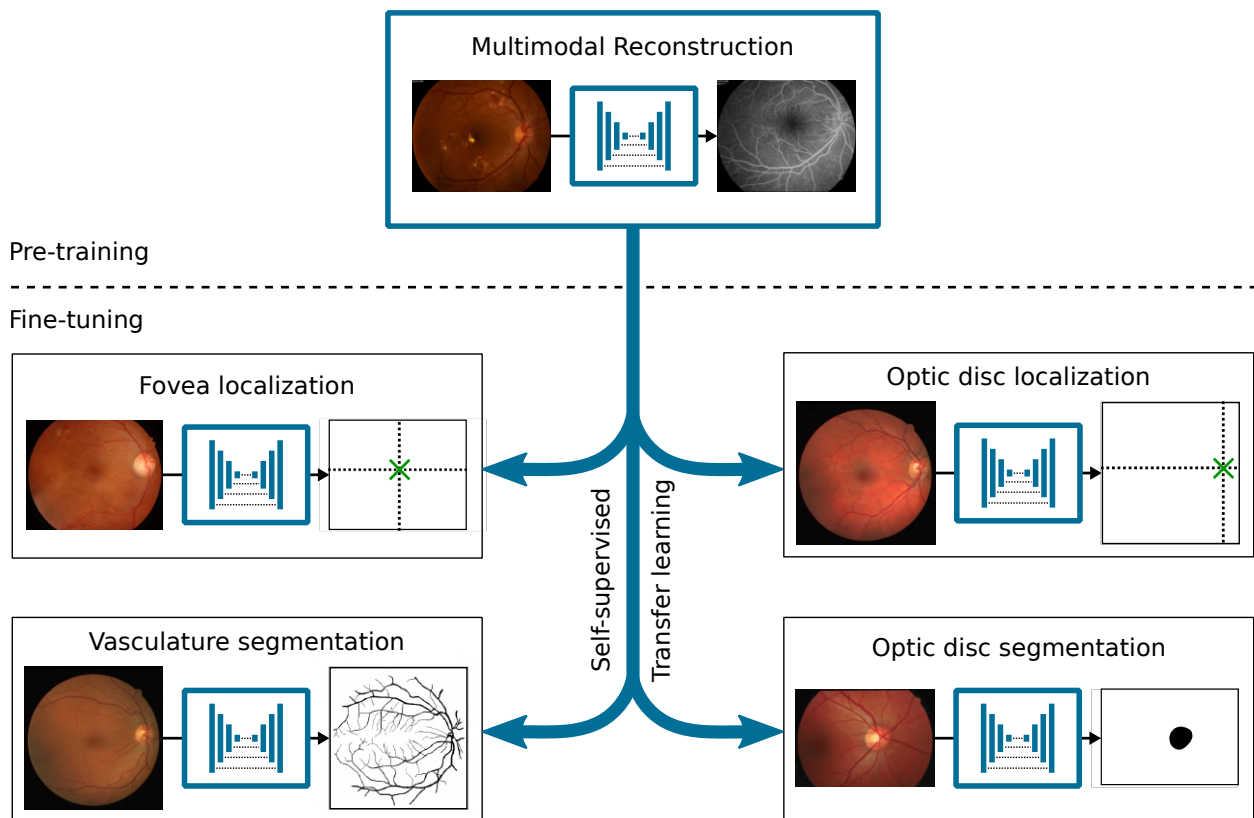 Multimodal Reconstruction
Pre-training
Fine-tuning
Fovea localization
Optic disc localization
Self-supervised
Transfer learning
Vasculature segmentation
Optic disc segmentation